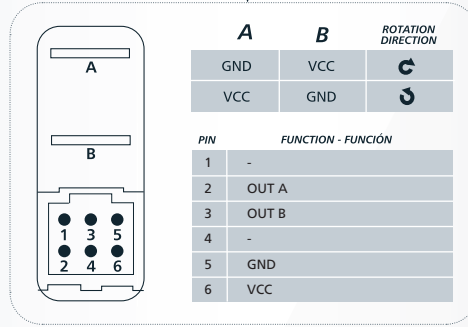 A B ROTATION DIRECTION
GND VCC
VCC GND
A
B
1 3 5
2 4 6
PIN FUNCTION - FUNCIÓN
1 -
2 OUT A
3 OUT B
4 -
5 GND
6 VCC